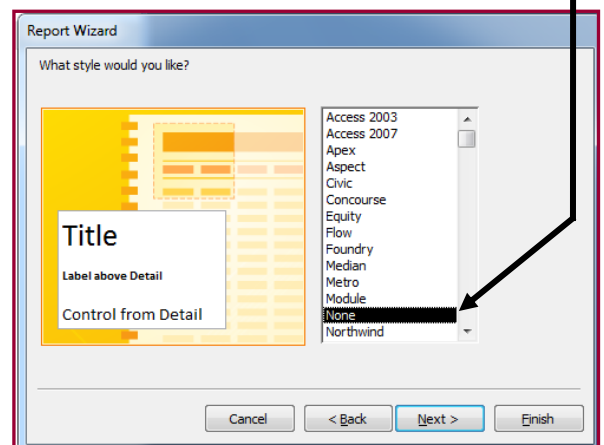 Report Wizard
What style would you like?
Title
Label above Detail
Control from Detail
Access 2003
Access 2007
Apex
Aspect
Civic
Concourse
Equity
Flow
Foundry
Median
Metro
Module
None
Northwind
Cancel
< Back
Next >
Finish